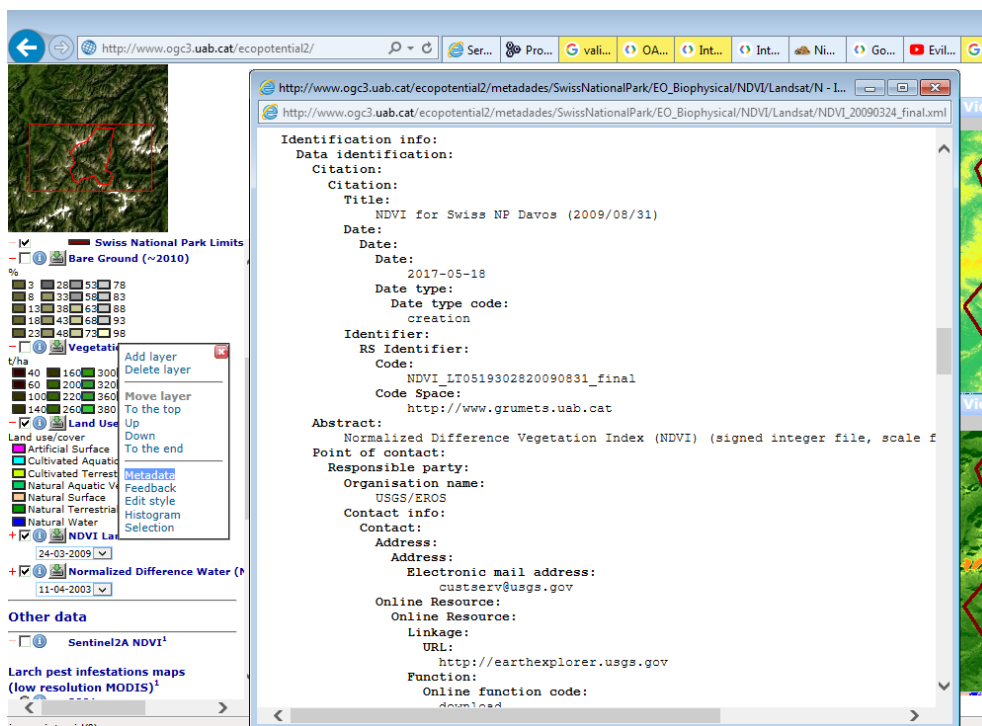 http://www.ogc3.uab.cat/ecopotential2/
Ser...
Pro...
vali...
OA...
Int...
Int...
Ni...
Go...
Evil...
http://www.ogc3.uab.cat/ecopotential2/metadades/SwissNationalPark/EO_Biophysical/NDVI/Landsat/N - I...
http://www.ogc3.uab.cat/ecopotential2/metadades/SwissNationalPark/EO_Biophysical/NDVI/Landsat/NDVI_20090324_final.xml
Swiss National Park Limits
Bare Ground (~2010)
%
3 28 53 78
8 33 58 83
13 38 63 88
18 43 68 93
23 48 73 98
Vegetatio
t/ha
40 160 300
60 200 320
100 220 360
140 260 380
Land Use
Land use/cover
Artificial Surface
Cultivated Aquatic
Cultivated Terrest
Natural Aquatic Ve
Natural Surface
Natural Terrestrial
Natural Water
NDVI Lan
24-03-2009
Normalized Difference Water (N
11-04-2003
Other data
Sentinel2A NDVI1
Larch pest infestations maps
(low resolution MODIS)1
Add layer
Delete layer
Move layer
To the top
Up
Down
To the end
Metadata
Feedback
Edit style
Histogram
Selection
Identification info:
Data identification:
Citation:
Citation:
Title:
NDVI for Swiss NP Davos (2009/08/31)
Date:
Date:
Date:
2017-05-18
Date type:
Date type code:
creation
Identifier:
RS Identifier:
Code:
NDVI_LT0519302820090831_final
Code Space:
http://www.grumets.uab.cat
Abstract:
Normalized Difference Vegetation Index (NDVI) (signed integer file, scale f
Point of contact:
Responsible party:
Organisation name:
USGS/EROS
Contact info:
Contact:
Address:
Address:
Electronic mail address:
custserv@usgs.gov
Online Resource:
Online Resource:
Linkage:
URL:
http://earthexplorer.usgs.gov
Function:
Online function code:
download